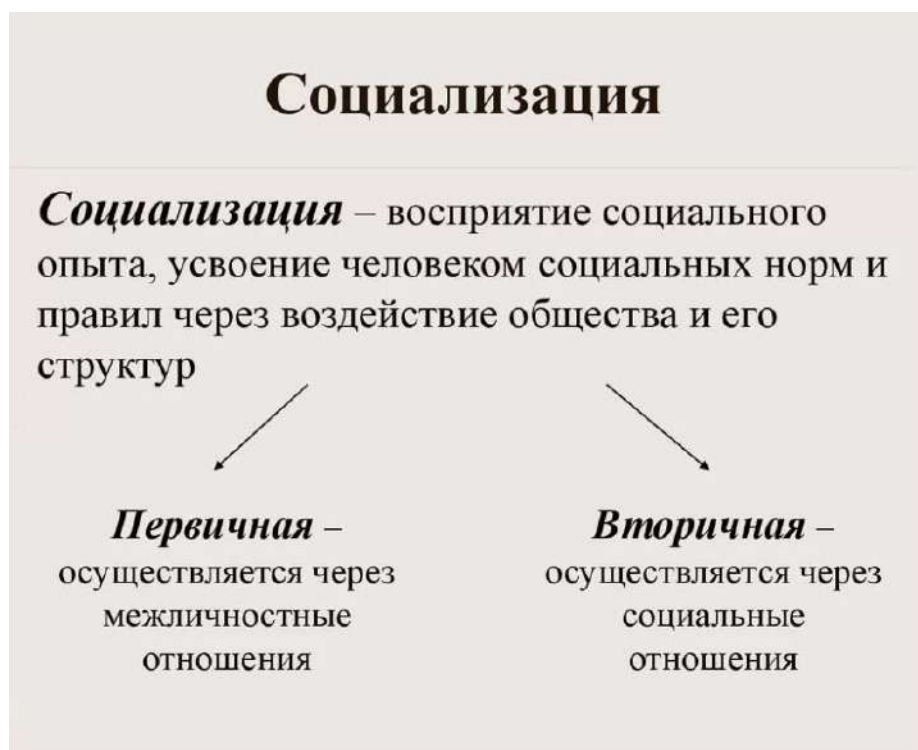 Социализация
Социализация – восприятие социального
опыта, усвоение человеком социальных норм и
правил через воздействие общества и его
структур
Первичная –
осуществляется через
межличностные
отношения
Вторичная –
осуществляется через
социальные
отношения